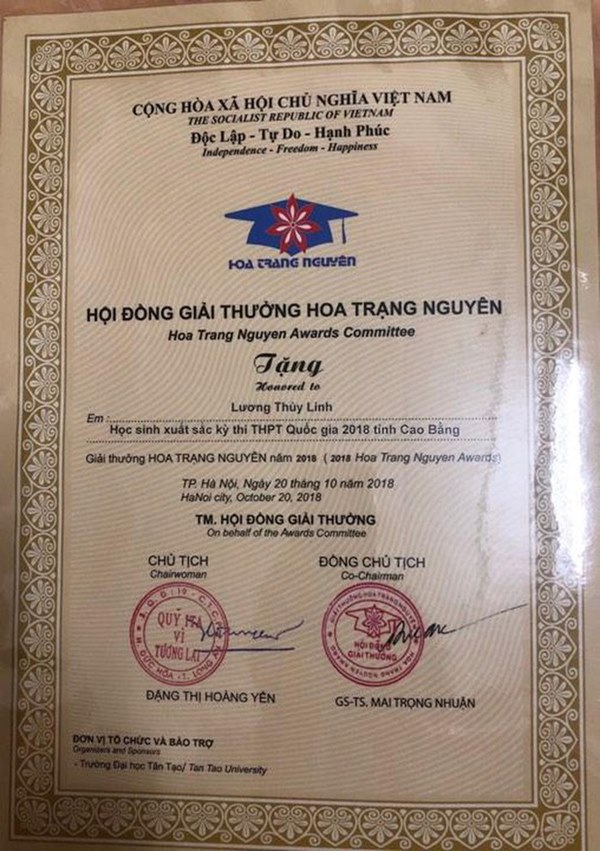 CỘNG HÒA XÃ HỘI CHỦ NGHĨA VIỆT NAM
THE SOCIALIST REPUBLIC OF VIETNAM
Độc Lập - Tự Do - Hạnh Phúc
Independence - Freedom - Happiness
HOA TRANG NGUYÊN
HỘI ĐỒNG GIẢI THƯỞNG HOA TRẠNG NGUYÊN
Hoa Trang Nguyen Awards Committee
Tặng
Honored to
Em : Lương Thùy Linh
Học sinh xuất sắc kỳ thi THPT Quốc gia 2018 tỉnh Cao Bằng
Giải thưởng HOA TRẠNG NGUYÊN năm 2018 ( 2018 Hoa Trang Nguyen Awards)
TP. Hà Nội, Ngày 20 tháng 10 năm 2018
HaNoi city, October 20, 2018
TM. HỘI ĐỒNG GIẢI THƯỞNG
On behalf of the Awards Committee
CHỦ TỊCH
Chairwoman
QUỸ ITA
VÌ
TƯƠNG LAI
ĐẶNG THỊ HOÀNG YẾN
ĐỒNG CHỦ TỊCH
Co-Chairman
GIẢI THƯỞNG HOA TRẠNG NGUYÊN
HỘI ĐỒNG
GIẢI THƯỞNG
GS-TS. MAI TRỌNG NHUẬN
ĐƠN VỊ TỔ CHỨC VÀ BẢO TRỢ
Organizers and Sponsors
- Trường Đại học Tân Tạo/ Tan Tao University